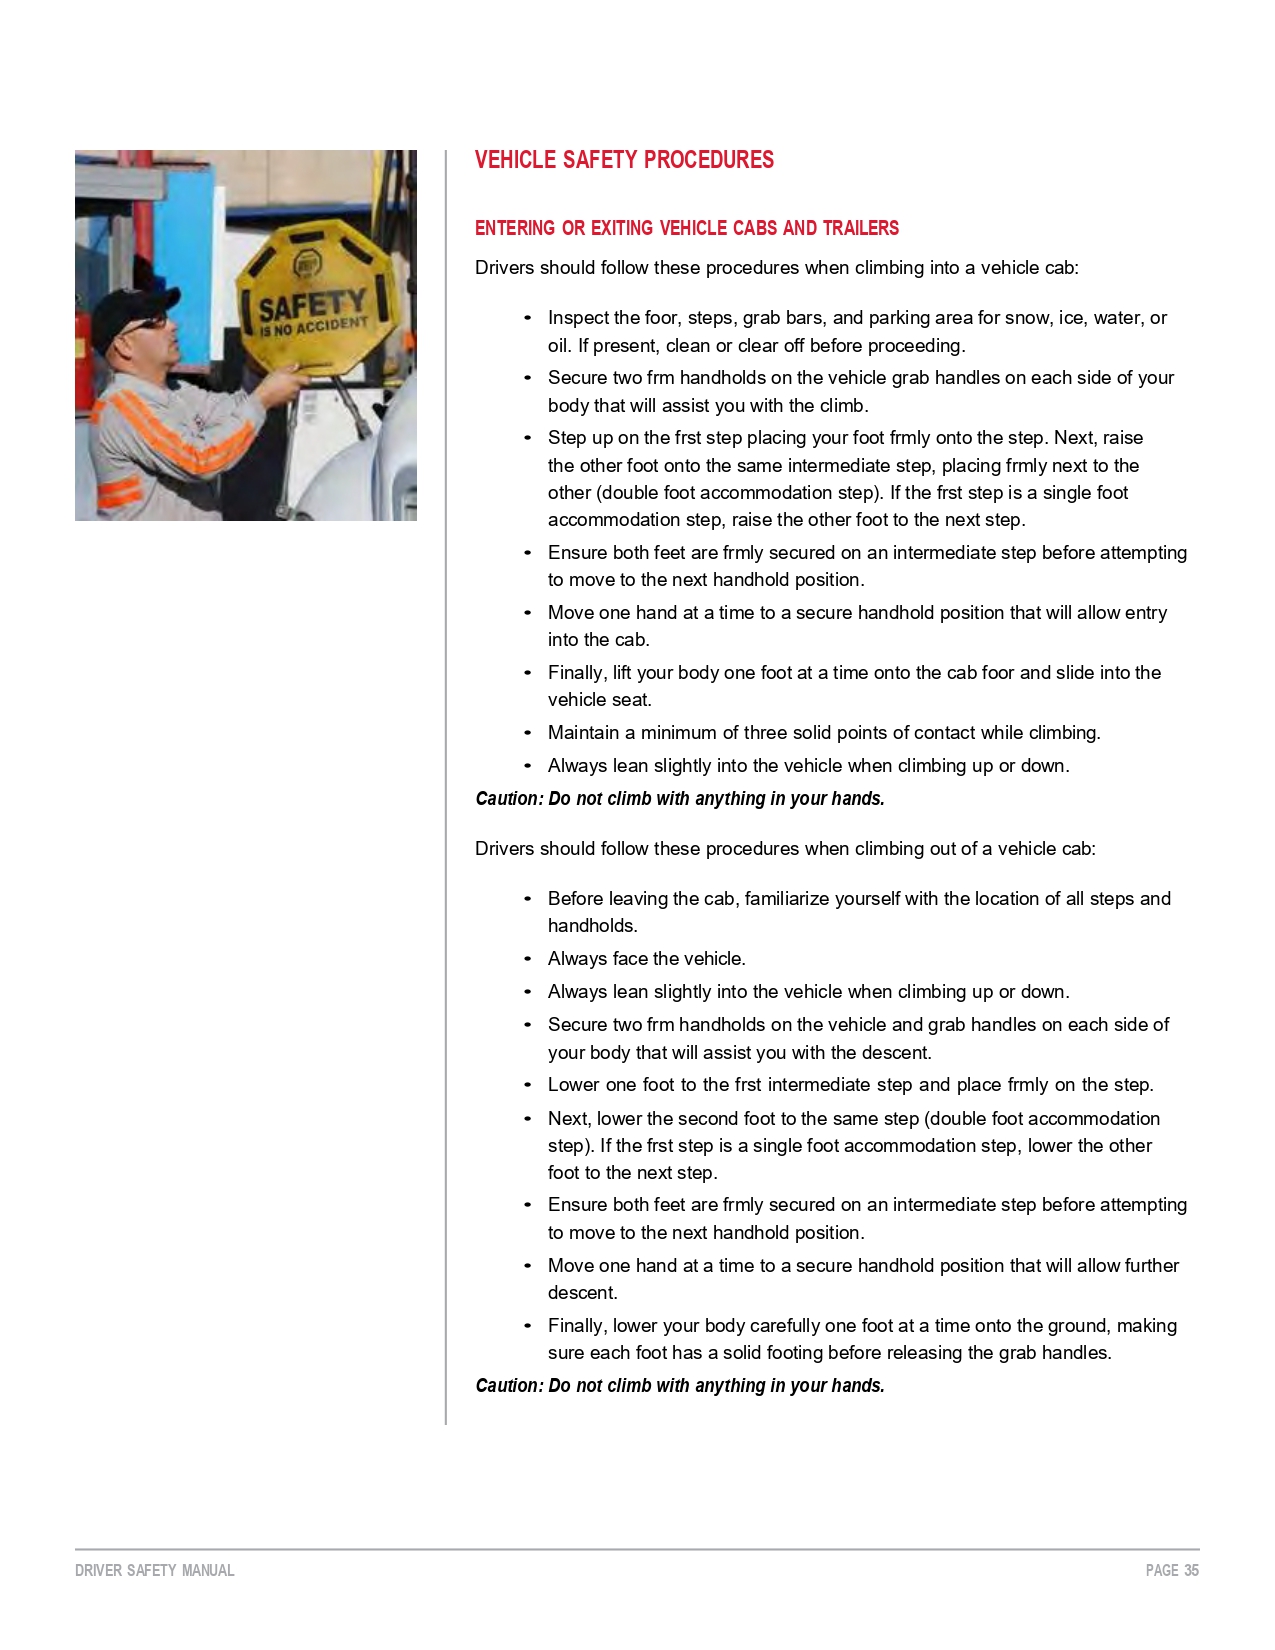 SAFETY
IS NO ACCIDENT
VEHICLE SAFETY PROCEDURES
ENTERING OR EXITING VEHICLE CABS AND TRAILERS
Drivers should follow these procedures when climbing into a vehicle cab:
• Inspect the foor, steps, grab bars, and parking area for snow, ice, water, or
oil. If present, clean or clear off before proceeding.
• Secure two frm handholds on the vehicle grab handles on each side of your
body that will assist you with the climb.
• Step up on the frst step placing your foot frmly onto the step. Next, raise
the other foot onto the same intermediate step, placing frmly next to the
other (double foot accommodation step). If the frst step is a single foot
accommodation step, raise the other foot to the next step.
• Ensure both feet are frmly secured on an intermediate step before attempting
to move to the next handhold position.
• Move one hand at a time to a secure handhold position that will allow entry
into the cab.
• Finally, lift your body one foot at a time onto the cab foor and slide into the
vehicle seat.
• Maintain a minimum of three solid points of contact while climbing.
• Always lean slightly into the vehicle when climbing up or down.
Caution: Do not climb with anything in your hands.
Drivers should follow these procedures when climbing out of a vehicle cab:
• Before leaving the cab, familiarize yourself with the location of all steps and
handholds.
• Always face the vehicle.
• Always lean slightly into the vehicle when climbing up or down.
• Secure two frm handholds on the vehicle and grab handles on each side of
your body that will assist you with the descent.
• Lower one foot to the frst intermediate step and place frmly on the step.
• Next, lower the second foot to the same step (double foot accommodation
step). If the frst step is a single foot accommodation step, lower the other
foot to the next step.
• Ensure both feet are frmly secured on an intermediate step before attempting
to move to the next handhold position.
• Move one hand at a time to a secure handhold position that will allow further
descent.
• Finally, lower your body carefully one foot at a time onto the ground, making
sure each foot has a solid footing before releasing the grab handles.
Caution: Do not climb with anything in your hands.
DRIVER SAFETY MANUAL
PAGE 35